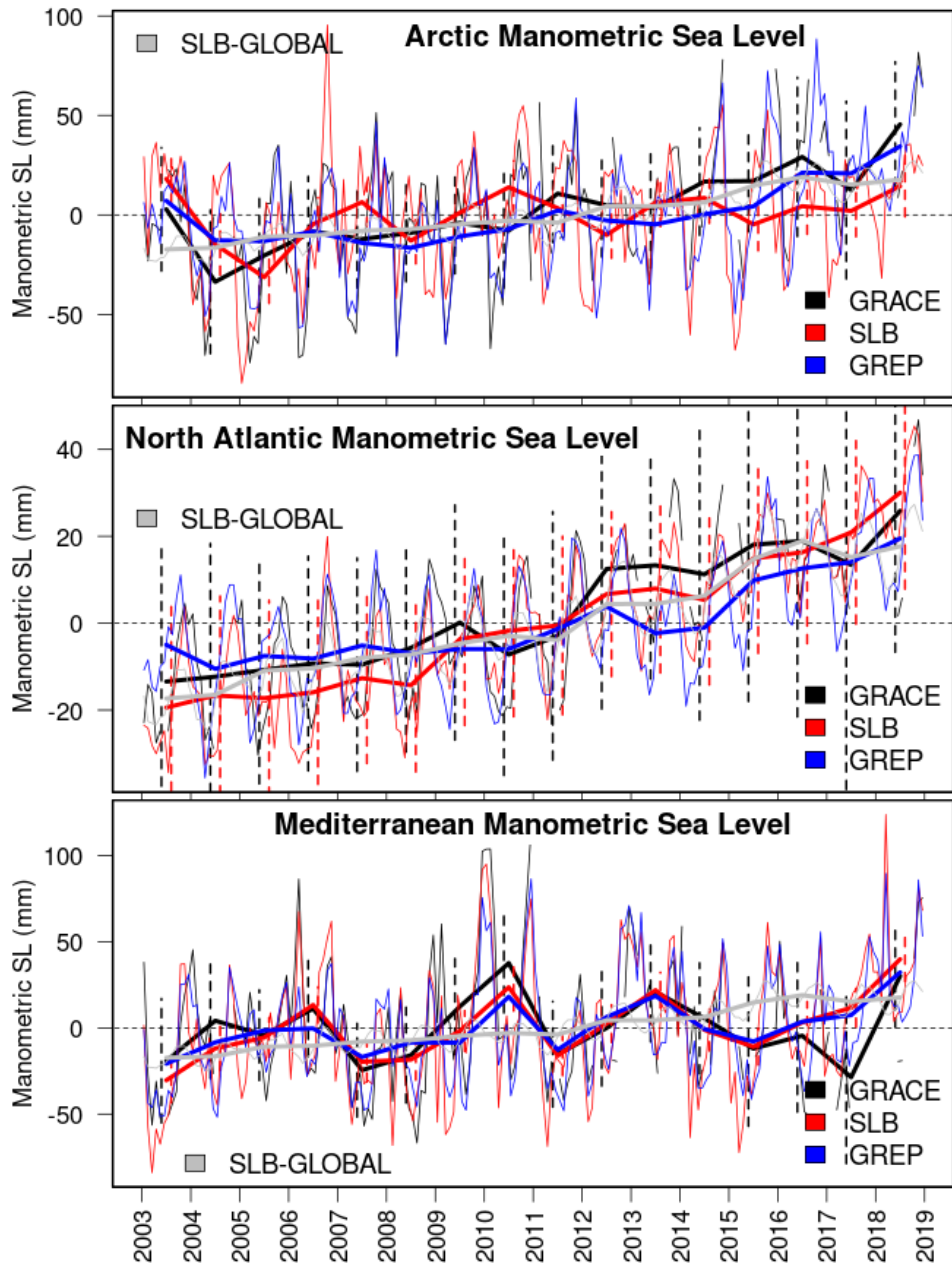 Arctic Manometric Sea Level
SLB-GLOBAL
Manometric SL (mm)
100
50
0
-50
GRACE
SLB
GREP
North Atlantic Manometric Sea Level
SLB-GLOBAL
Manometric SL (mm)
40
20
0
-20
GRACE
SLB
GREP
Mediterranean Manometric Sea Level
Manometric SL (mm)
100
50
0
-50
GRACE
SLB
GREP
SLB-GLOBAL
2003
2004
2005
2006
2007
2008
2009
2010
2011
2012
2013
2014
2015
2016
2017
2018
2019